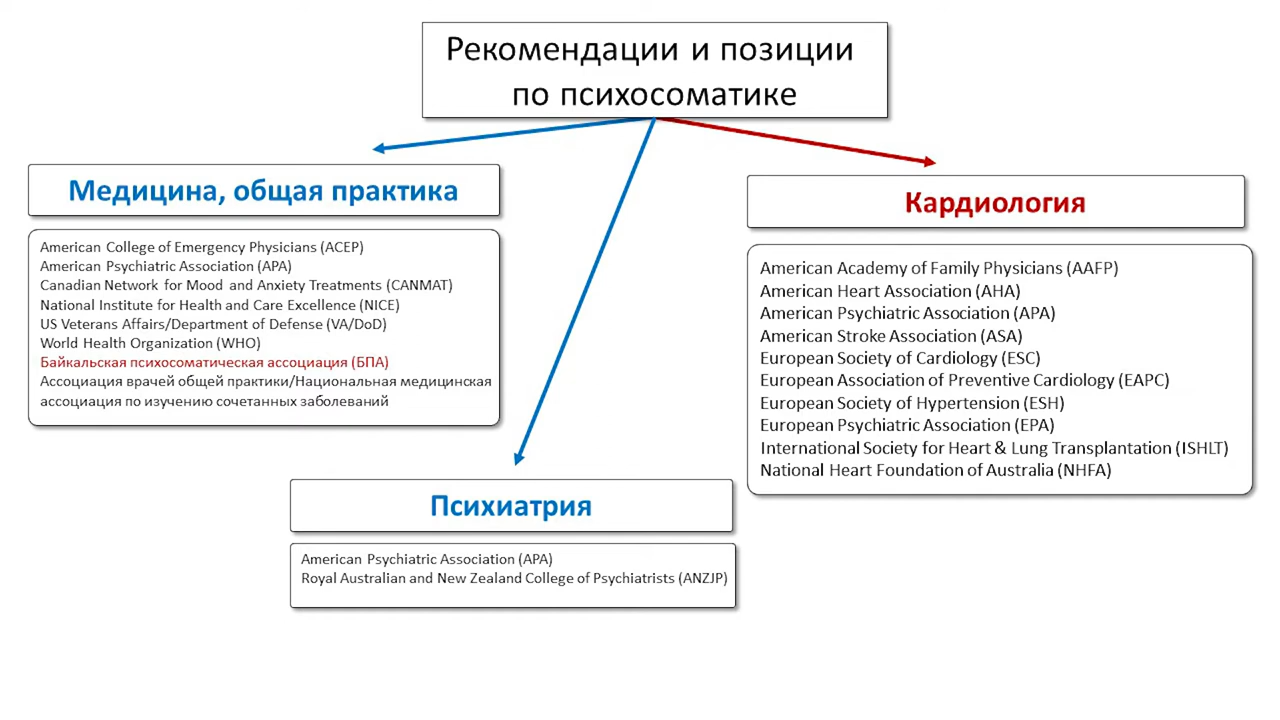 Рекомендации и позиции
по психосоматике
Медицина, общая практика
American College of Emergency Physicians (ACEP)
American Psychiatric Association (APA)
Canadian Network for Mood and Anxiety Treatments (CANMAT)
National Institute for Health and Care Excellence (NICE)
US Veterans Affairs/Department of Defense (VA/DoD)
World Health Organization (WHO)
Байкальская психосоматическая ассоциация (БПА)
Ассоциация врачей общей практики/Национальная медицинская
ассоциация по изучению сочетанных заболеваний
Кардиология
American Academy of Family Physicians (AAFP)
American Heart Association (AHA)
American Psychiatric Association (APA)
American Stroke Association (ASA)
European Society of Cardiology (ESC)
European Association of Preventive Cardiology (EAPC)
European Society of Hypertension (ESH)
European Psychiatric Association (EPA)
International Society for Heart & Lung Transplantation (ISHLT)
National Heart Foundation of Australia (NHFA)
Психиатрия
American Psychiatric Association (APA)
Royal Australian and New Zealand College of Psychiatrists (ANZJP)